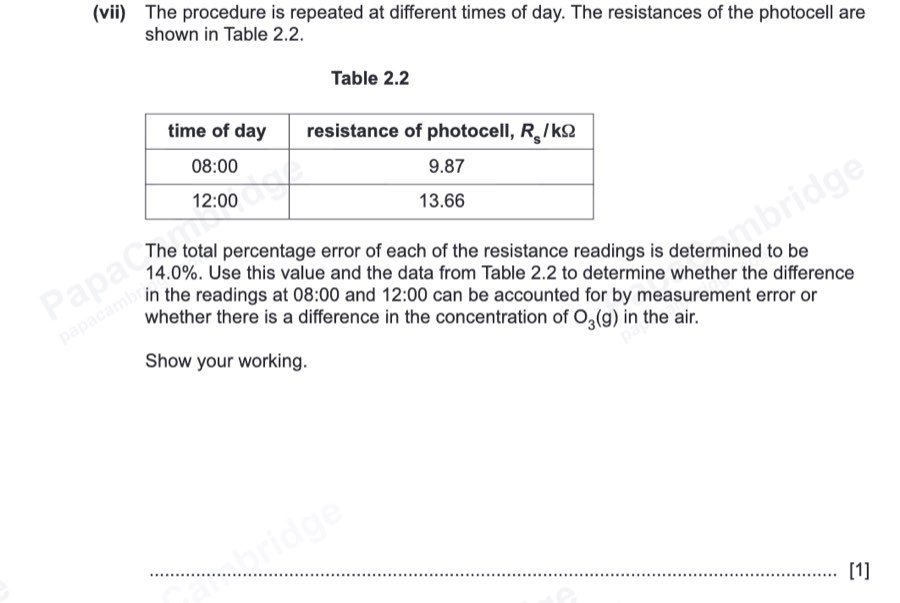 (vii) The procedure is repeated at different times of day. The resistances of the photocell are
shown in Table 2.2.
Table 2.2
time of day resistance of photocell, Rₛ/kΩ
08:00 9.87
12:00 13.66
The total percentage error of each of the resistance readings is determined to be
14.0%. Use this value and the data from Table 2.2 to determine whether the difference
in the readings at 08:00 and 12:00 can be accounted for by measurement error or
whether there is a difference in the concentration of O₃(g) in the air.
Show your working.
.......................................................................................................................... [1]
PapaCambridge